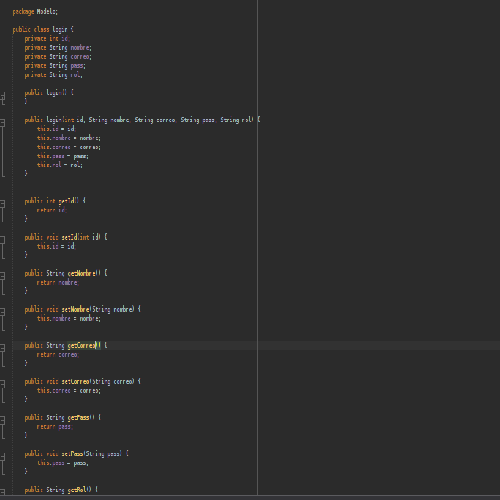 package Modelo;
public class login {
private int id;
private String nombre;
private String correo;
private String pass;
private String rol;
public login() {
}
public login(int id, String nombre, String correo, String pass, String rol) {
this.id = id;
this.nombre = nombre;
this.correo = correo;
this.pass = pass;
this.rol = rol;
}
public int getId() {
return id;
}
public void setId(int id) {
this.id = id;
}
public String getNombre() {
return nombre;
}
public void setNombre(String nombre) {
this.nombre = nombre;
}
public String getCorreo() {
return correo;
}
public void setCorreo(String correo) {
this.correo = correo;
}
public String getPass() {
return pass;
}
public void setPass(String pass) {
this.pass = pass;
}
public String getRol() {